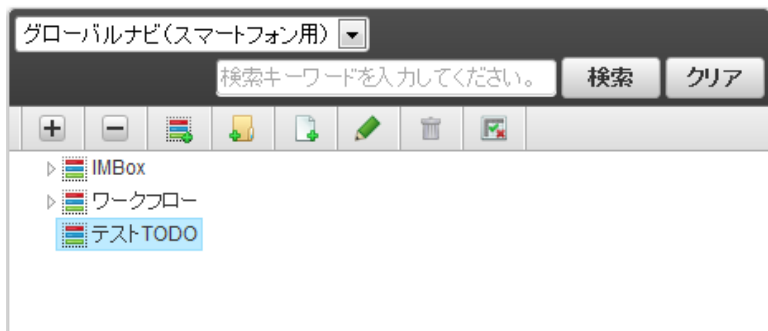 グローバルナビ(スマートフォン用)
検索キーワードを入力してください。 検索 クリア
IMBox
ワークフロー
テストTODO